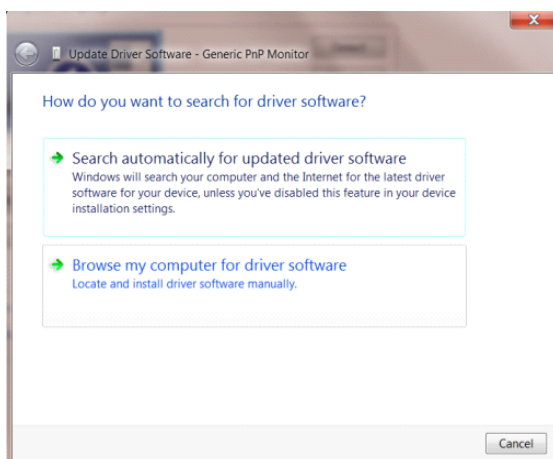 Update Driver Software - Generic PnP Monitor
How do you want to search for driver software?
Search automatically for updated driver software
Windows will search your computer and the Internet for the latest driver
software for your device, unless you've disabled this feature in your device
installation settings.
Browse my computer for driver software
Locate and install driver software manually.
Cancel